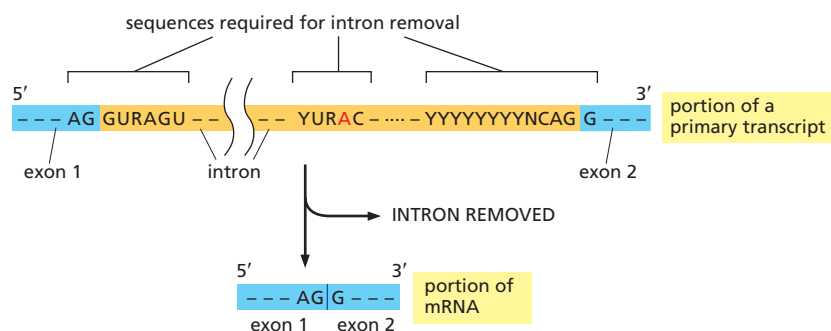 sequences required for intron removal
5′ 3′
– – – AG GURAGU – – – – YURAC – ···· – YYYYYYYYNCAG G – – –
portion of a
primary transcript
exon 1 intron exon 2
INTRON REMOVED
5′ 3′
– – – – AG G – – – –
portion of
mRNA
exon 1 exon 2